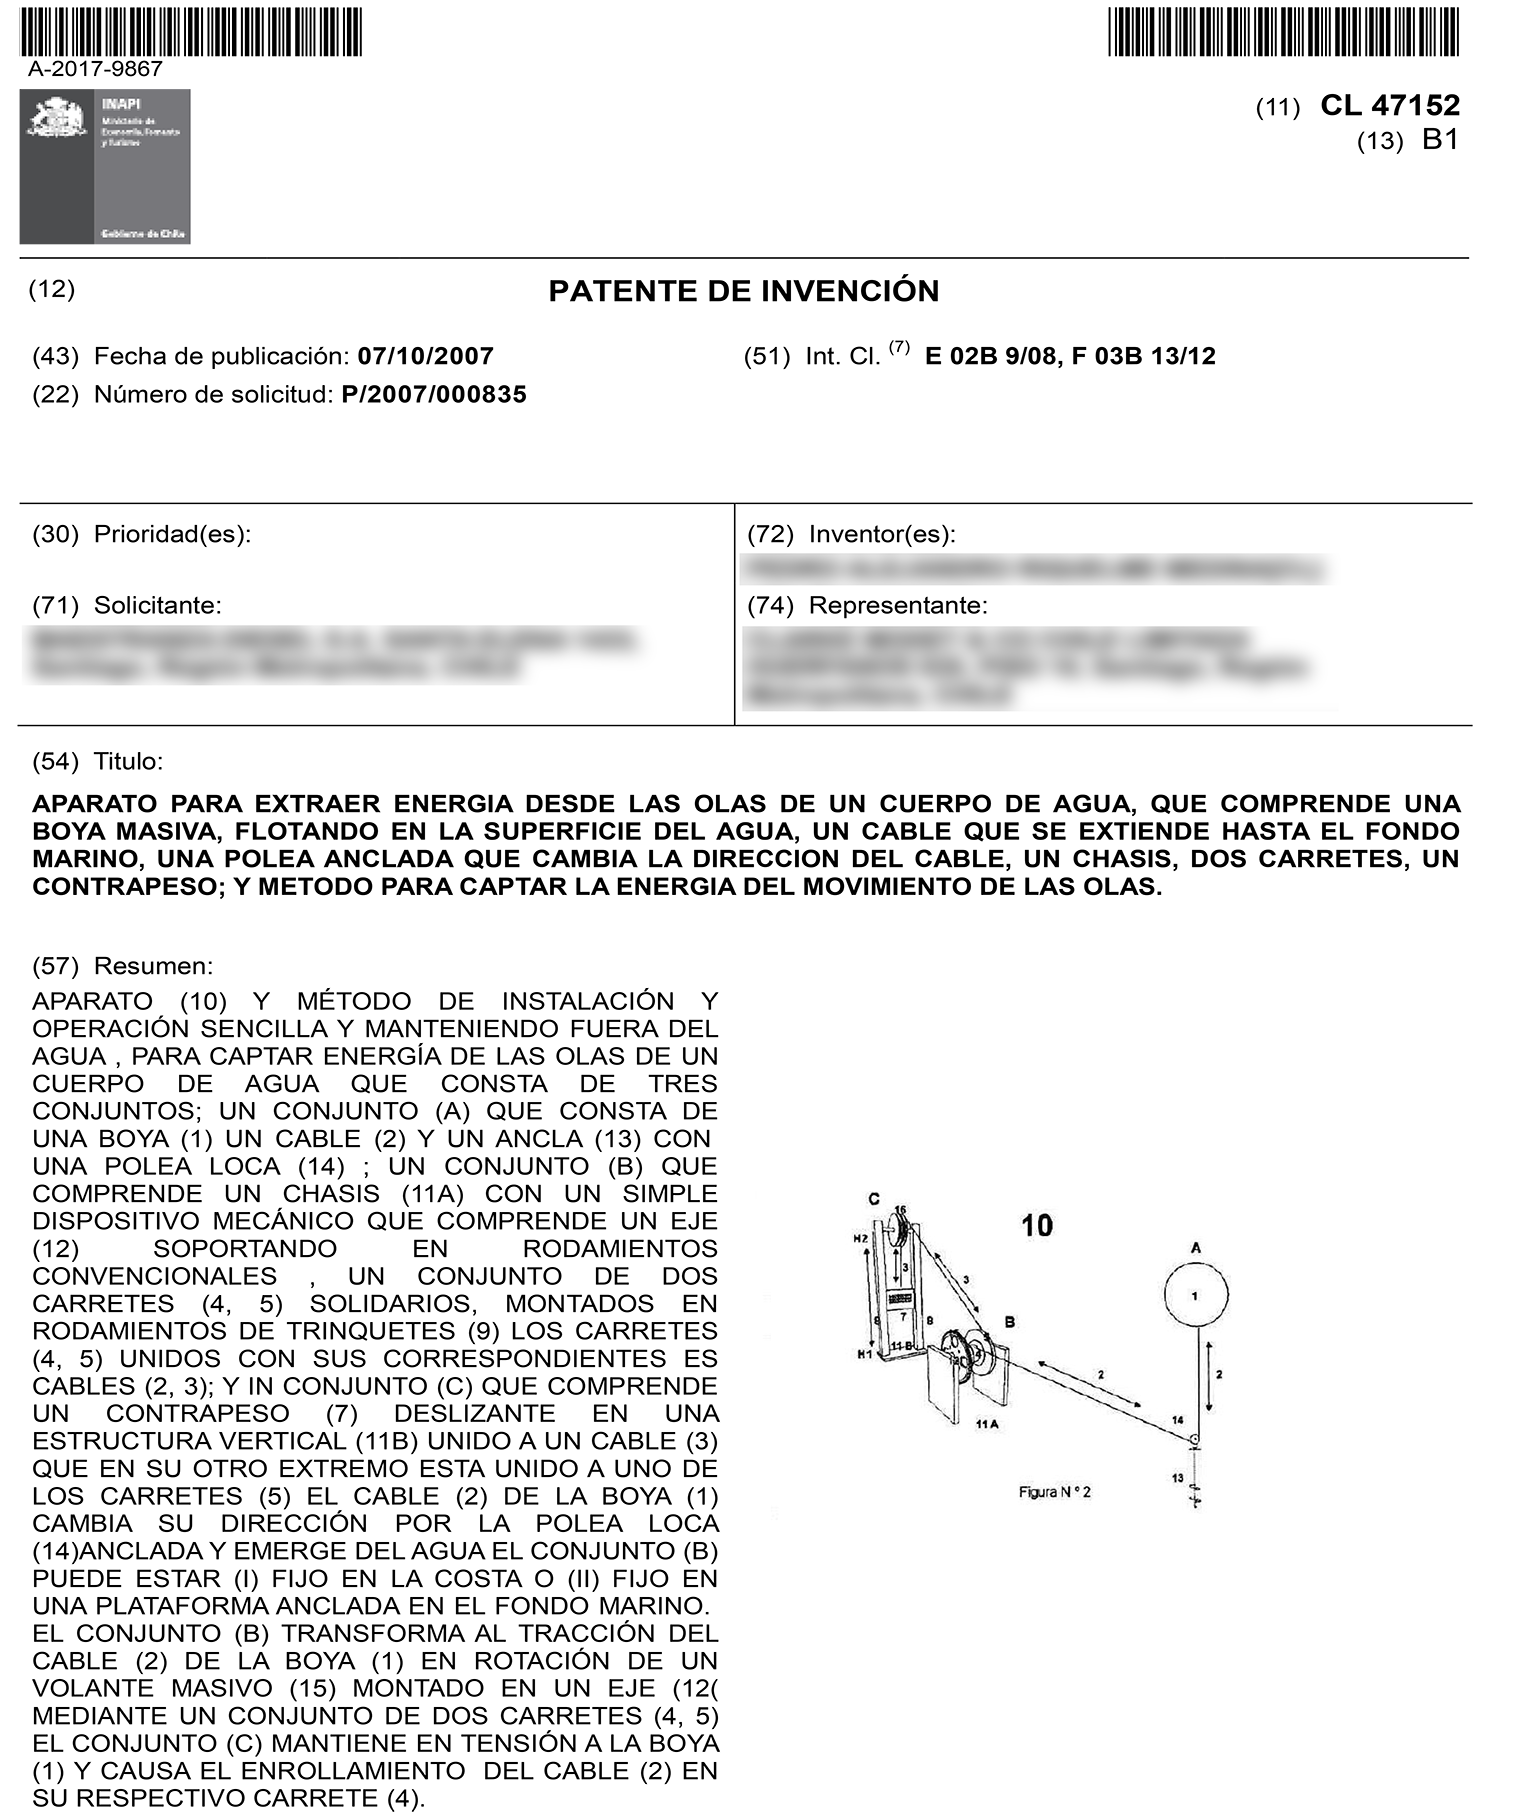 A-2017-9867
INAPI
Ministerio de
Economía, Fomento
y Turismo
Gobierno de Chile
(11) CL 47152
(13) B1
(12) PATENTE DE INVENCIÓN
(43) Fecha de publicación: 07/10/2007
(51) Int. Cl. (7) E 02B 9/08, F 03B 13/12
(22) Número de solicitud: P/2007/000835
(30) Prioridad(es):
(72) Inventor(es):
(71) Solicitante:
(74) Representante:
(54) Titulo:
APARATO PARA EXTRAER ENERGIA DESDE LAS OLAS DE UN CUERPO DE AGUA, QUE COMPRENDE UNA
BOYA MASIVA, FLOTANDO EN LA SUPERFICIE DEL AGUA, UN CABLE QUE SE EXTIENDE HASTA EL FONDO
MARINO, UNA POLEA ANCLADA QUE CAMBIA LA DIRECCION DEL CABLE, UN CHASIS, DOS CARRETES, UN
CONTRAPESO; Y METODO PARA CAPTAR LA ENERGIA DEL MOVIMIENTO DE LAS OLAS.
(57) Resumen:
APARATO (10) Y MÉTODO DE INSTALACIÓN Y
OPERACIÓN SENCILLA Y MANTENIENDO FUERA DEL
AGUA , PARA CAPTAR ENERGÍA DE LAS OLAS DE UN
CUERPO DE AGUA QUE CONSTA DE TRES
CONJUNTOS; UN CONJUNTO (A) QUE CONSTA DE
UNA BOYA (1) UN CABLE (2) Y UN ANCLA (13) CON
UNA POLEA LOCA (14) ; UN CONJUNTO (B) QUE
COMPRENDE UN CHASIS (11A) CON UN SIMPLE
DISPOSITIVO MECÁNICO QUE COMPRENDE UN EJE
(12) SOPORTANDO EN RODAMIENTOS
CONVENCIONALES , UN CONJUNTO DE DOS
CARRETES (4, 5) SOLIDARIOS, MONTADOS EN
RODAMIENTOS DE TRINQUETES (9) LOS CARRETES
(4, 5) UNIDOS CON SUS CORRESPONDIENTES ES
CABLES (2, 3); Y IN CONJUNTO (C) QUE COMPRENDE
UN CONTRAPESO (7) DESLIZANTE EN UNA
ESTRUCTURA VERTICAL (11B) UNIDO A UN CABLE (3)
QUE EN SU OTRO EXTREMO ESTA UNIDO A UNO DE
LOS CARRETES (5) EL CABLE (2) DE LA BOYA (1)
CAMBIA SU DIRECCIÓN POR LA POLEA LOCA
(14)ANCLADA Y EMERGE DEL AGUA EL CONJUNTO (B)
PUEDE ESTAR (I) FIJO EN LA COSTA O (II) FIJO EN
UNA PLATAFORMA ANCLADA EN EL FONDO MARINO.
EL CONJUNTO (B) TRANSFORMA AL TRACCIÓN DEL
CABLE (2) DE LA BOYA (1) EN ROTACIÓN DE UN
VOLANTE MASIVO (15) MONTADO EN UN EJE (12(
MEDIANTE UN CONJUNTO DE DOS CARRETES (4, 5)
EL CONJUNTO (C) MANTIENE EN TENSIÓN A LA BOYA
(1) Y CAUSA EL ENROLLAMIENTO DEL CABLE (2) EN
SU RESPECTIVO CARRETE (4).
C
10
A
H2
3
3
1
7
8
8
B
H1
11-B
2
2
11A
14
13
Figura N º 2